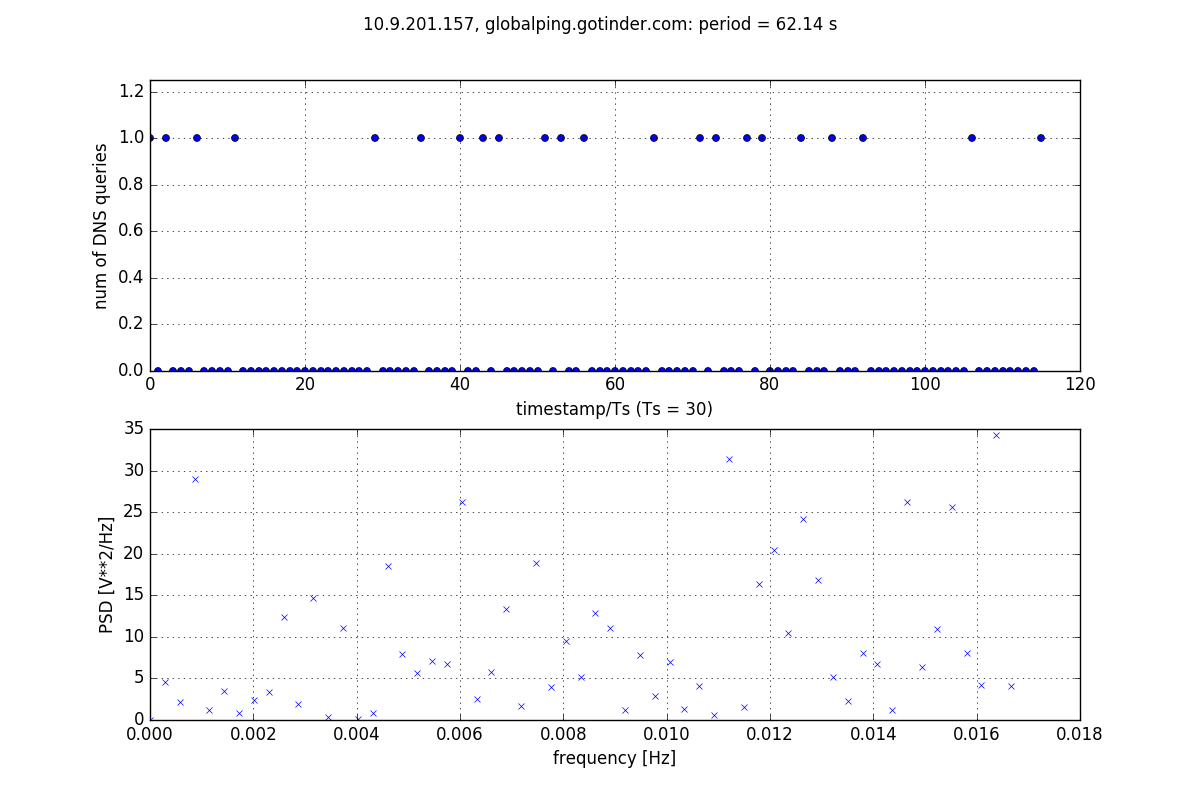 10.9.201.157, globalping.gotinder.com: period = 62.14 s
1.2
1.0
0.8
0.6
0.4
0.2
0.0
num of DNS queries
0 20 40 60 80 100 120
timestamp/Ts (Ts = 30)
35
30
25
20
15
10
5
0
PSD [V**2/Hz]
0.000 0.002 0.004 0.006 0.008 0.010 0.012 0.014 0.016 0.018
frequency [Hz]